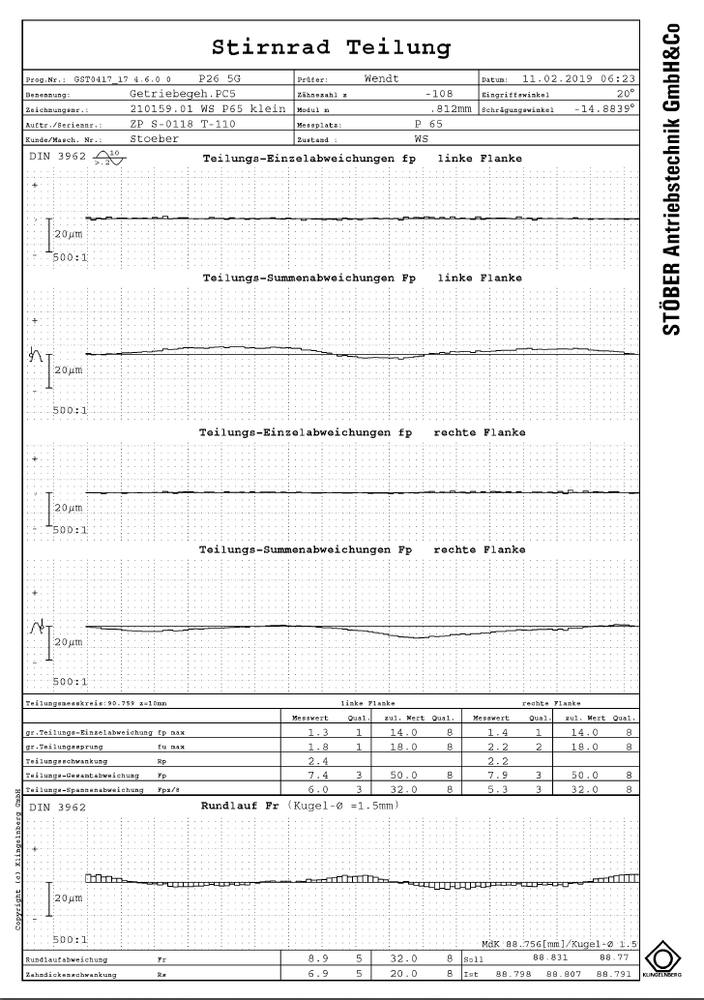 Stirnrad Teilung
Prog.Nr.: GST0417_17 4.6.0 0 P26 5G Prüfer: Wendt Datum: 11.02.2019 06:23
Benennung: Getriebegeh.PC5 Zähnezahl z -108 Eingriffswinkel 20°
Zeichnungsnr.: 210159.01 WS P65 klein Modul m .812mm Schrägungswinkel -14.8839°
Auftr./Seriennr.: ZP S-0118 T-110 Messplatz: P 65
Kunde/Masch. Nr.: Stoeber Zustand : WS
DIN 3962 10 >.2 Teilungs-Einzelabweichungen fp linke Flanke
+
20µm
-
500:1
Teilungs-Summenabweichungen Fp linke Flanke
+
20µm
-
500:1
Teilungs-Einzelabweichungen fp rechte Flanke
+
20µm
-
500:1
Teilungs-Summenabweichungen Fp rechte Flanke
+
20µm
-
500:1
Teilungsmesskreis:90.759 z=10mm linke Flanke rechte Flanke
Messwert Qual. zul. Wert Qual. Messwert Qual. zul. Wert Qual.
gr.Teilungs-Einzelabweichung fp max 1.3 1 14.0 8 1.4 1 14.0 8
gr.Teilungssprung fu max 1.8 1 18.0 8 2.2 2 18.0 8
Teilungsschwankung Rp 2.4 2.2
Teilungs-Gesamtabweichung Fp 7.4 3 50.0 8 7.9 3 50.0 8
Teilungs-Spannenabweichung Fpz/8 6.0 3 32.0 8 5.3 3 32.0 8
DIN 3962 Rundlauf Fr (Kugel-Ø =1.5mm)
+
20µm
-
500:1
MdK 88.756[mm]/Kugel-Ø 1.5
Rundlaufabweichung Fr 8.9 5 32.0 8 Soll 88.831 88.77
Zahndickenschwankung Rs 6.9 5 20.0 8 Ist 88.798 88.807 88.791
Copyright (c) Klingelnberg GmbH
STÖBER Antriebstechnik GmbH&Co
KLINGELNBERG